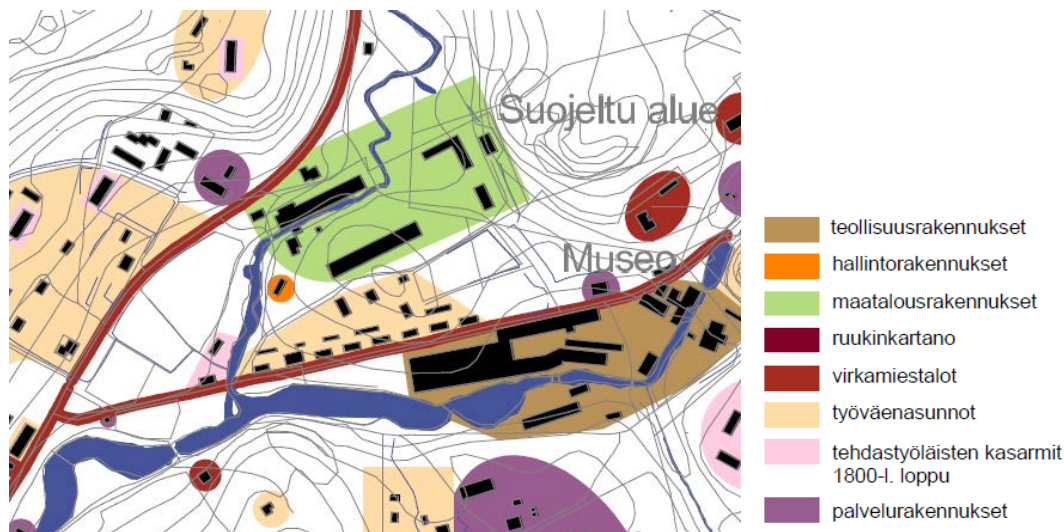 Suojeltu alue
Museo
teollisuusrakennukset
hallintorakennukset
maatalousrakennukset
ruukinkartano
virkamiestalot
työväenasunnot
tehdastyöläisten kasarmit
1800-l. loppu
palvelurakennukset